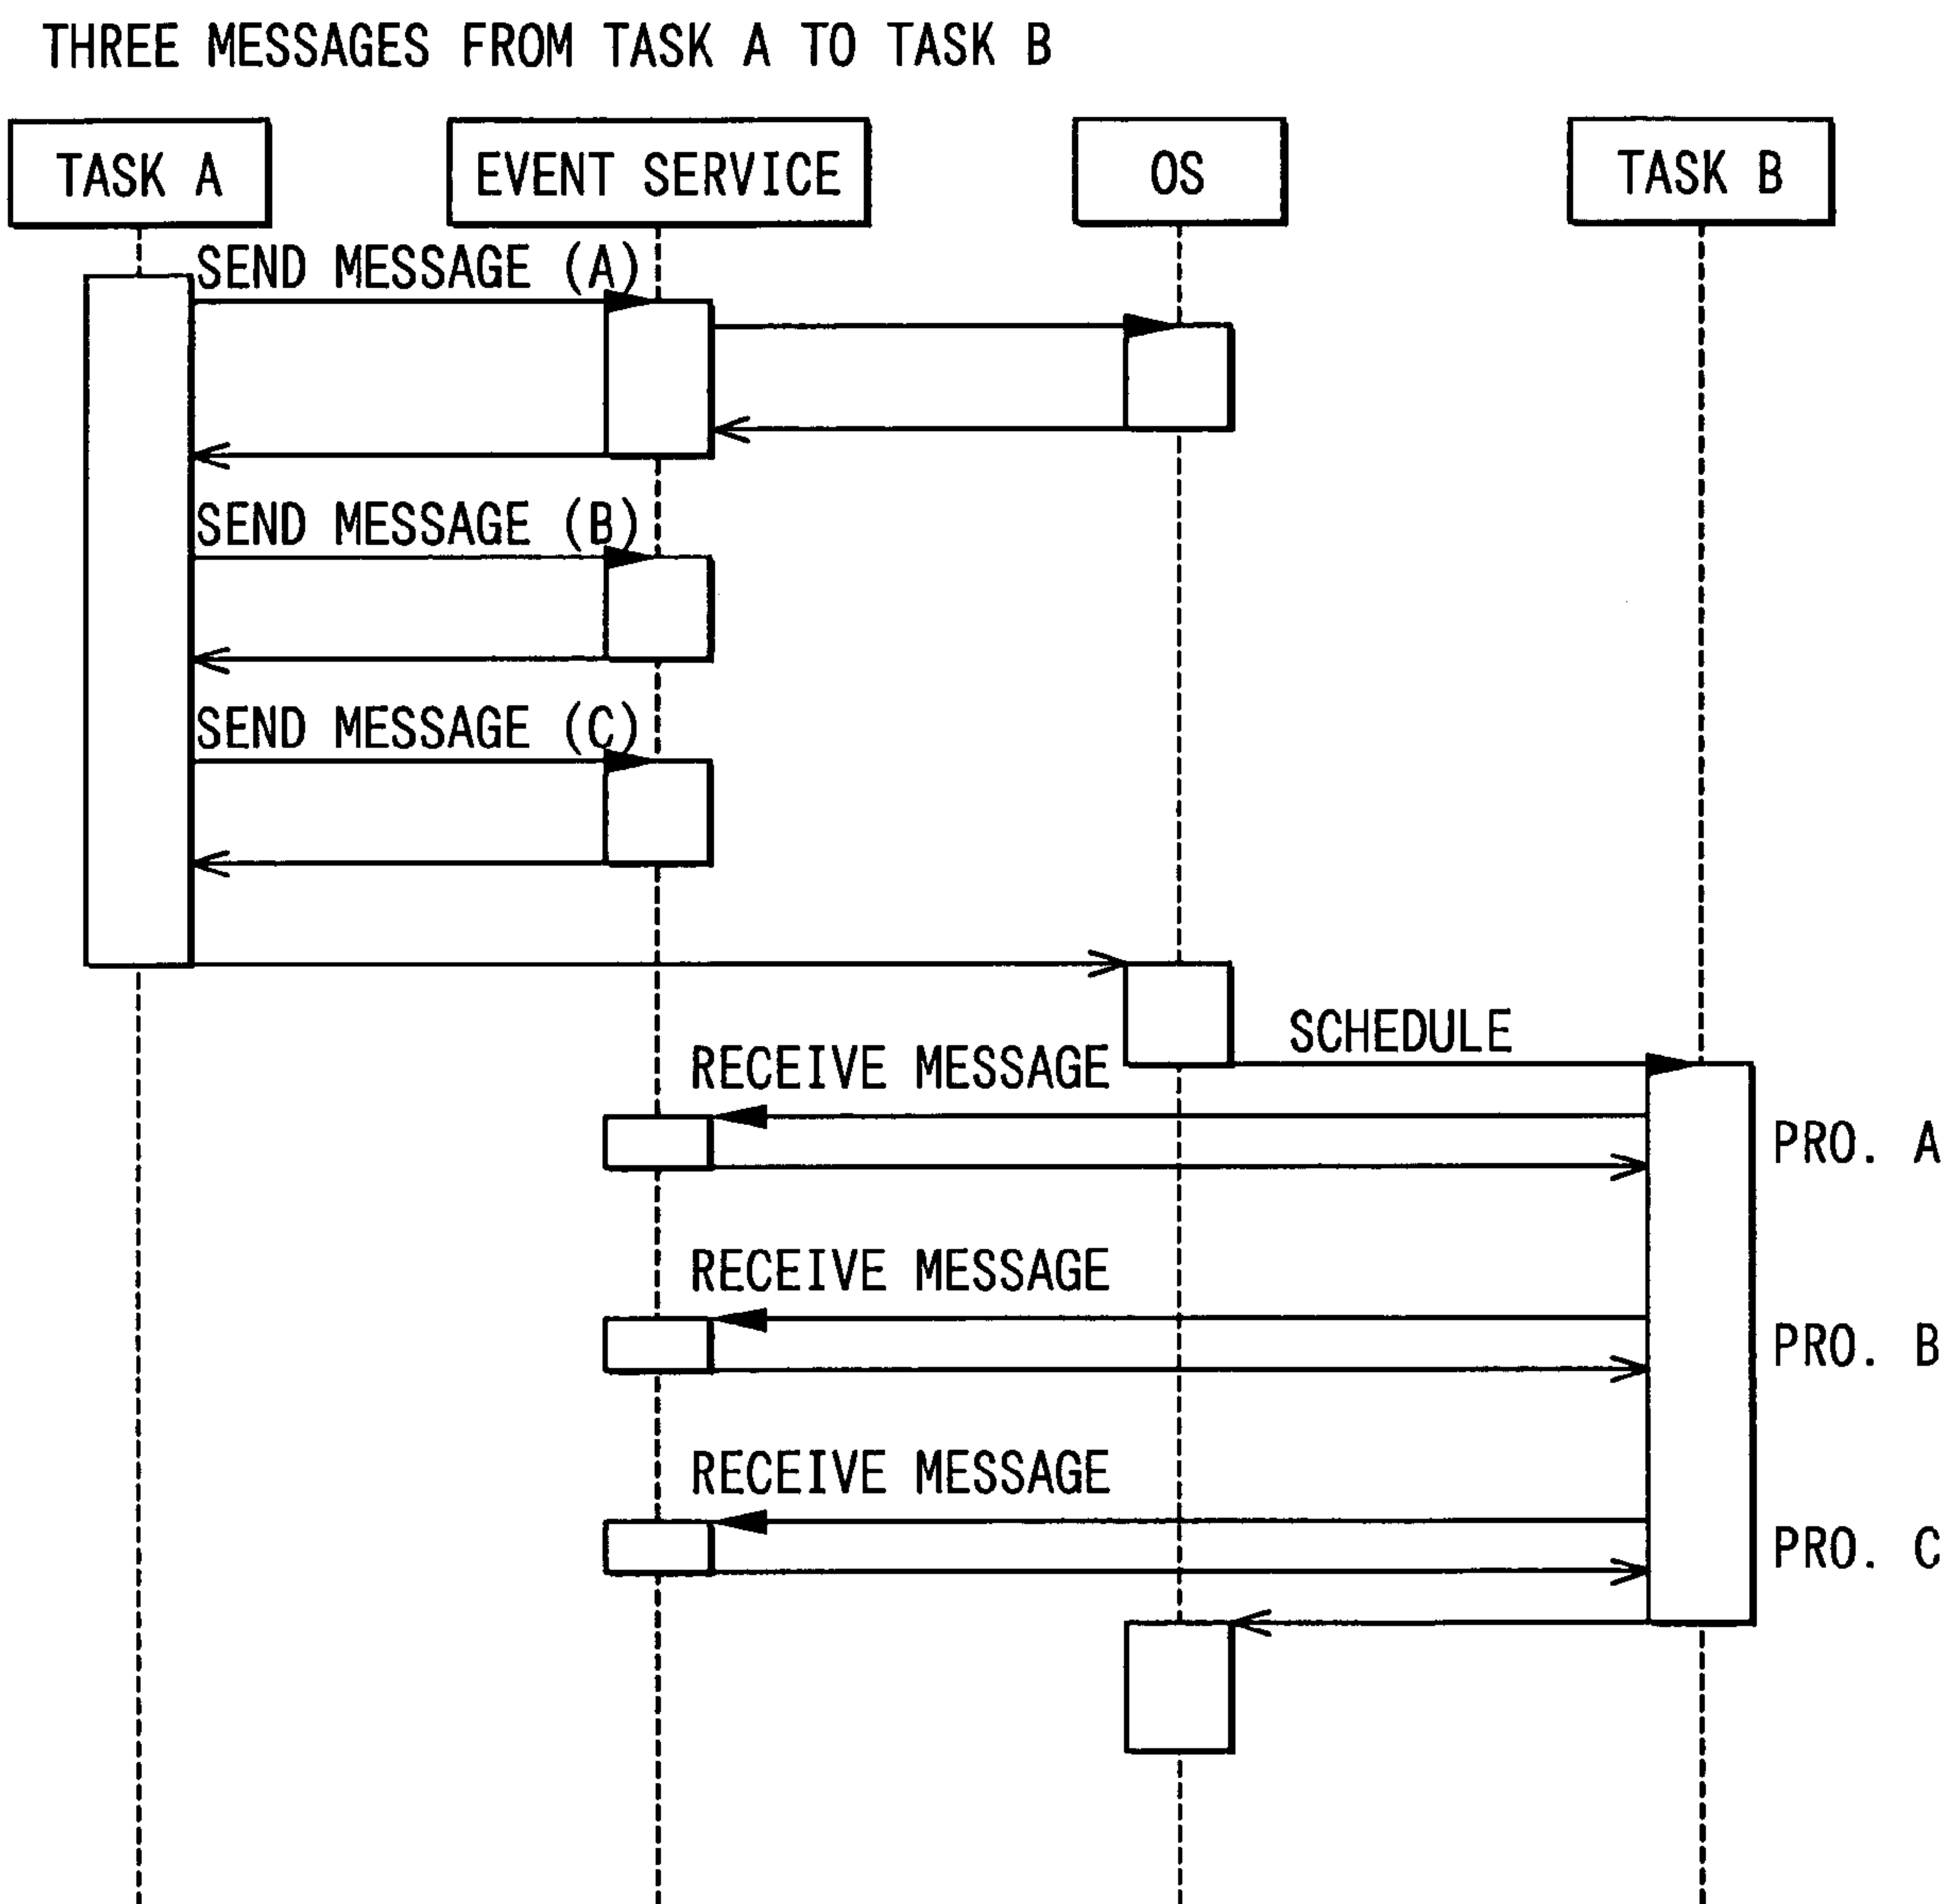 THREE MESSAGES FROM TASK A TO TASK B
TASK A
EVENT SERVICE
OS
TASK B
SEND MESSAGE (A)
SEND MESSAGE (B)
SEND MESSAGE (C)
SCHEDULE
RECEIVE MESSAGE
PRO. A
RECEIVE MESSAGE
PRO. B
RECEIVE MESSAGE
PRO. C